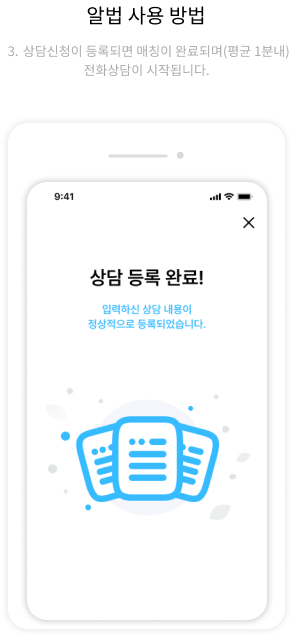 알법 사용 방법
3. 상담신청이 등록되면 매칭이 완료되며(평균 1분내)
전화상담이 시작됩니다.
9:41
상담 등록 완료!
입력하신 상담 내용이
정상적으로 등록되었습니다.